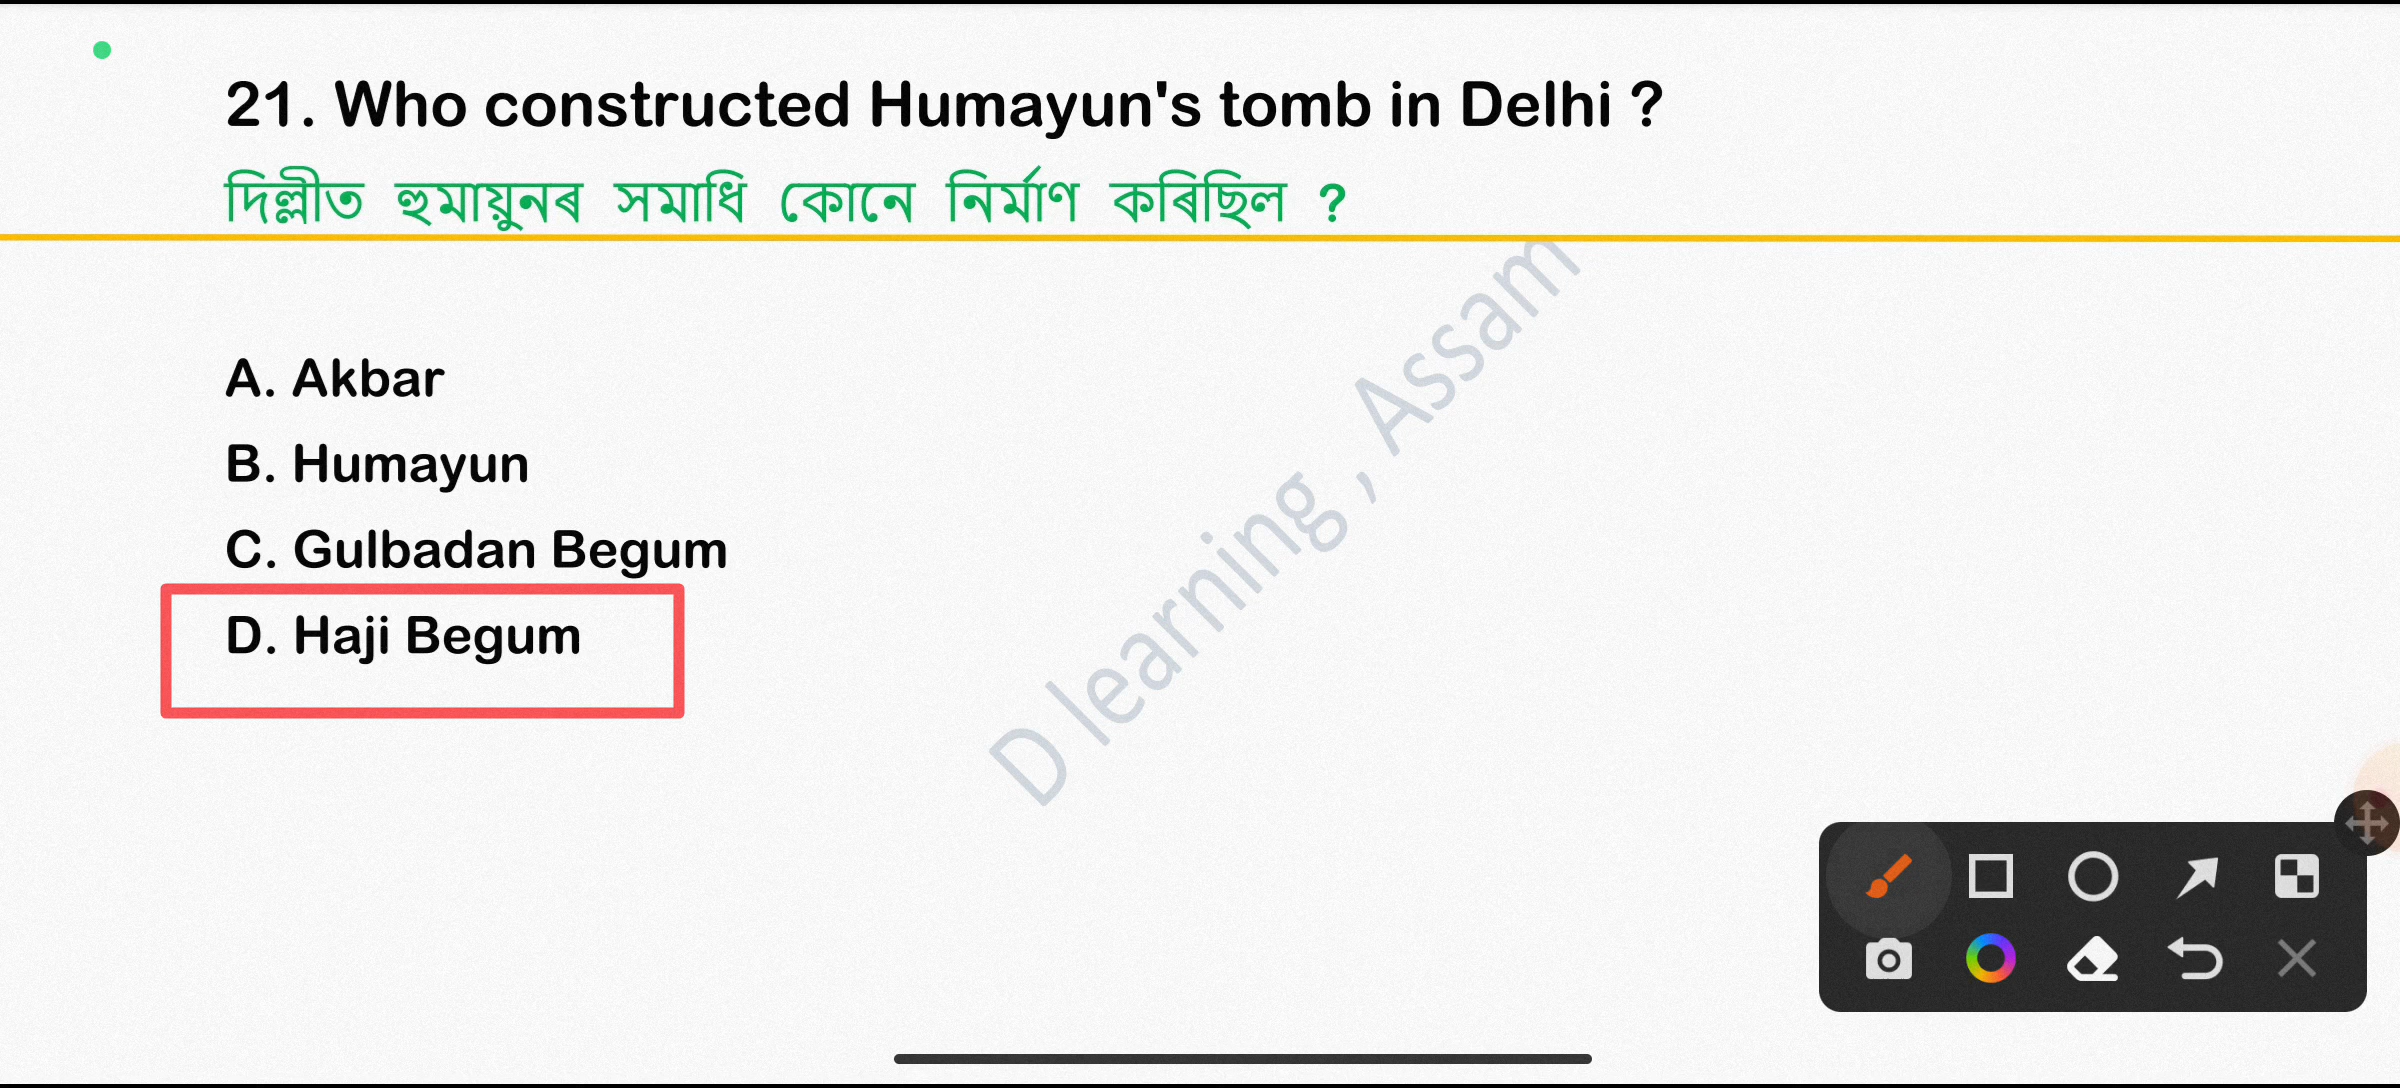 21. Who constructed Humayun's tomb in Delhi ?
দিল্লীত হুমায়ুনৰ সমাধি কোনে নিৰ্মাণ কৰিছিল ?
A. Akbar
B. Humayun
C. Gulbadan Begum
D. Haji Begum
D learning , Assam